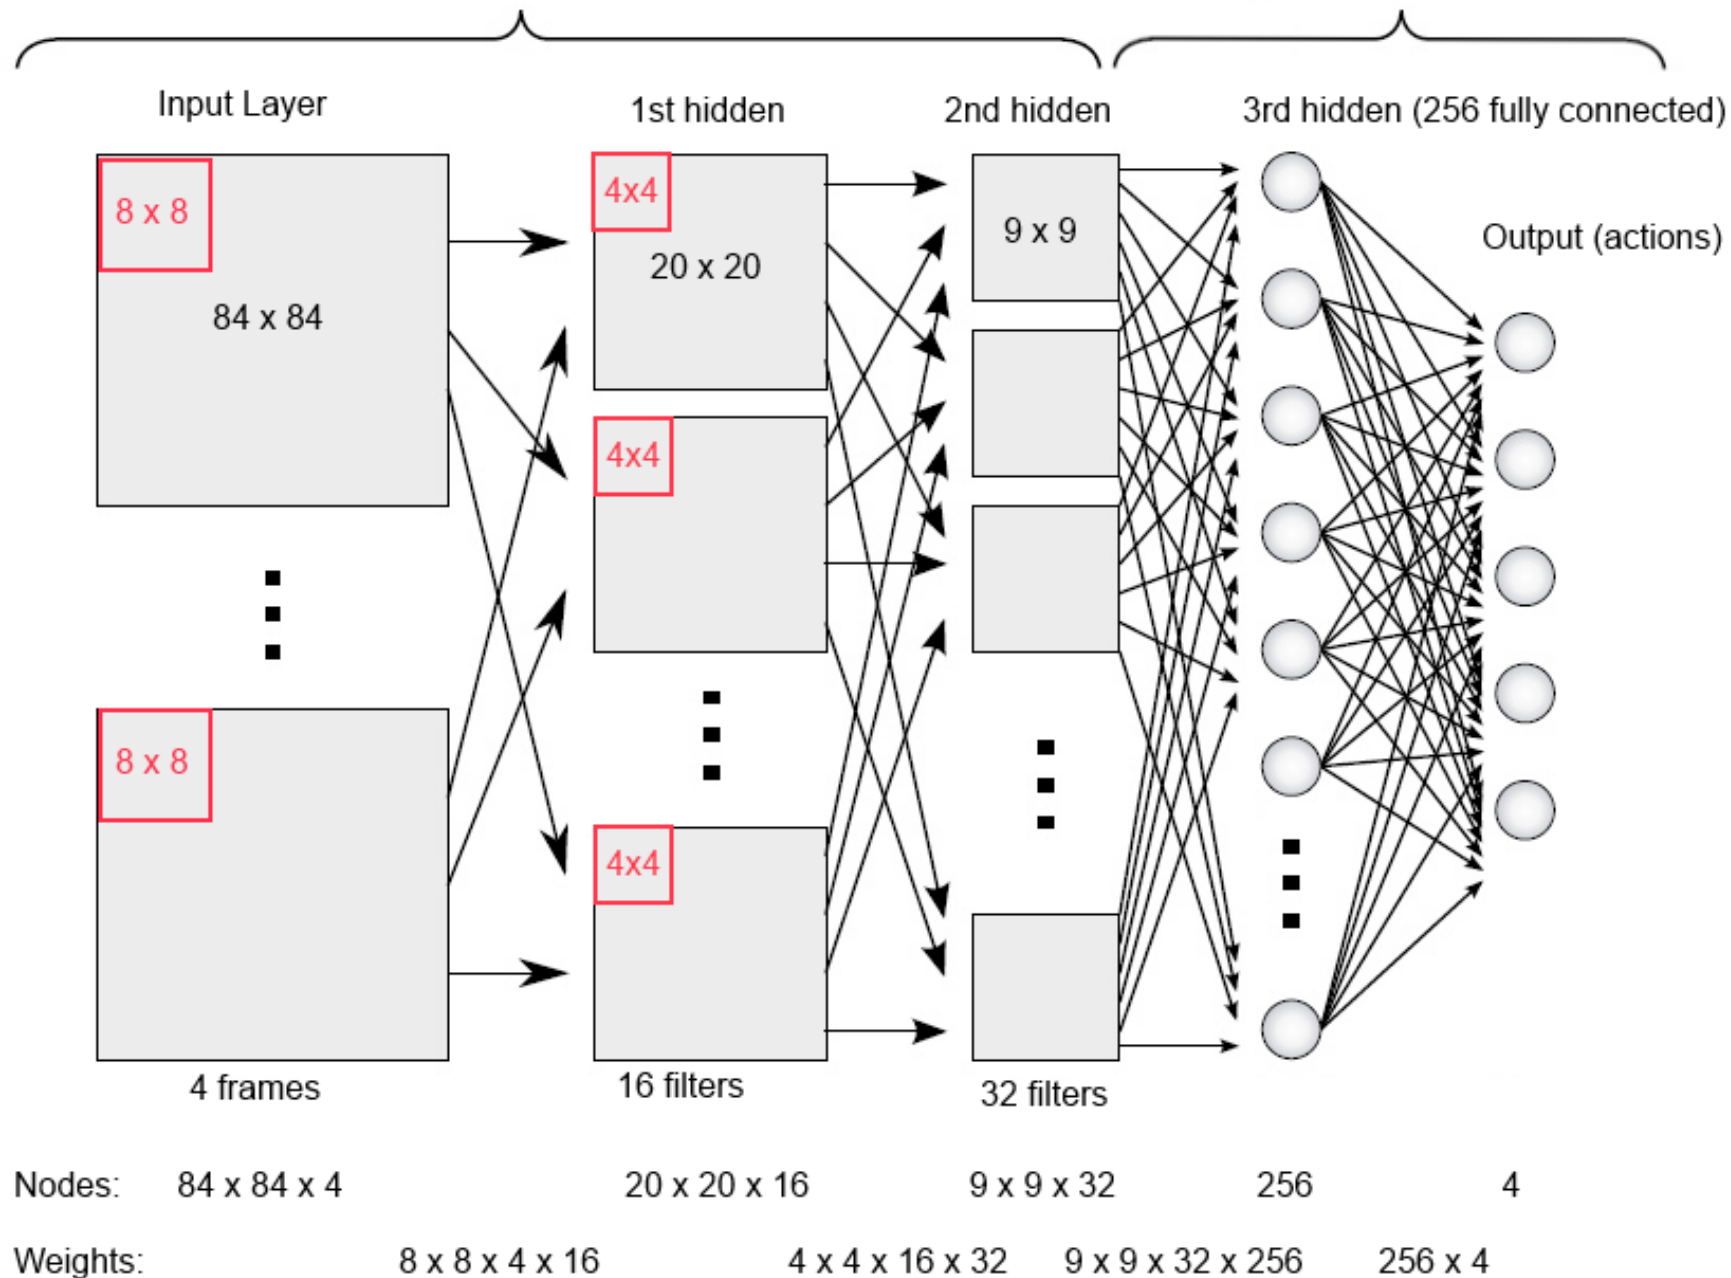 Input Layer
1st hidden
2nd hidden
3rd hidden (256 fully connected)
Output (actions)
8 x 8
84 x 84
8 x 8
4 frames
4x4
20 x 20
4x4
4x4
16 filters
9 x 9
32 filters
Nodes: 84 x 84 x 4 20 x 20 x 16 9 x 9 x 32 256 4
Weights: 8 x 8 x 4 x 16 4 x 4 x 16 x 32 9 x 9 x 32 x 256 256 x 4